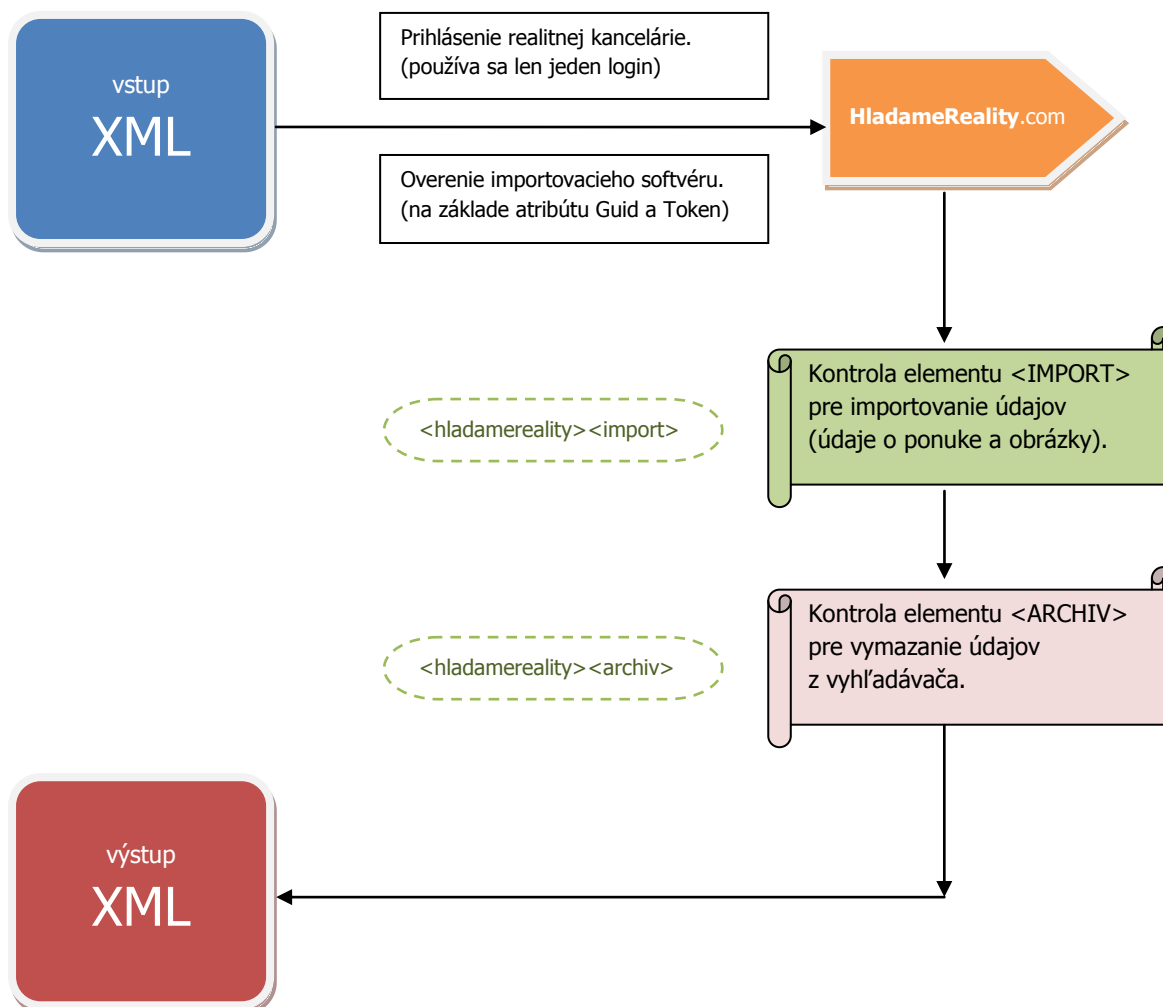 vstup
XML
Prihlásenie realitnej kancelárie.
(používa sa len jeden login)
Overenie importovacieho softvéru.
(na základe atribútu Guid a Token)
HladameReality.com
<hladamereality><import>
Kontrola elementu <IMPORT>
pre importovanie údajov
(údaje o ponuke a obrázky).
<hladamereality><archiv>
Kontrola elementu <ARCHIV>
pre vymazanie údajov
z vyhľadávača.
výstup
XML